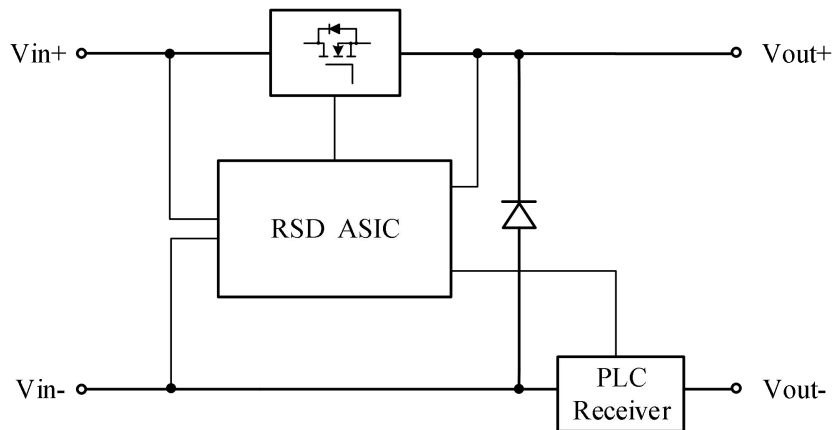 Vin+
Vout+
RSD ASIC
Vin-
PLC
Receiver
Vout-